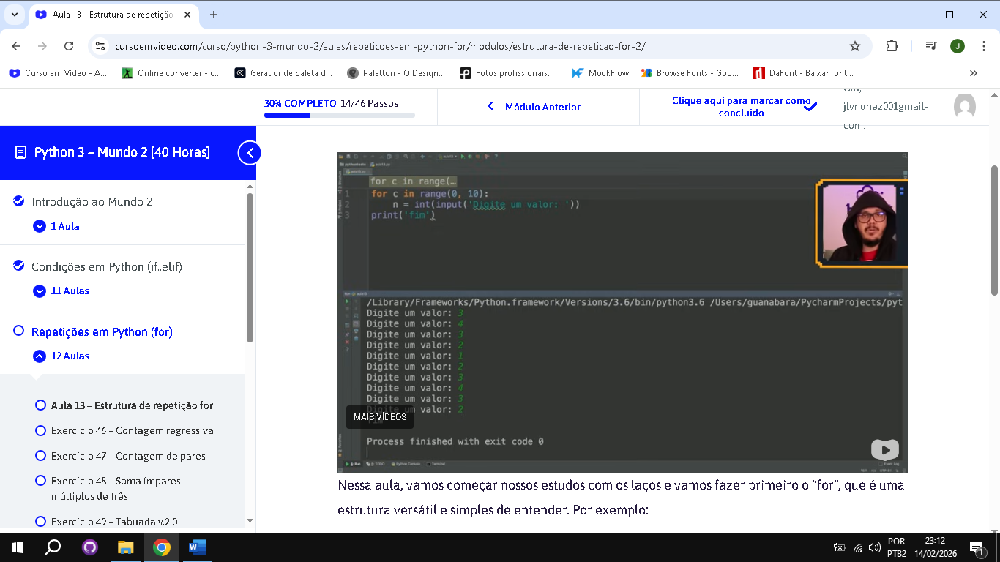 Aula 13 - Estrutura de repetição
cursoemvideo.com/curso/python-3-mundo-2/aulas/repeticoes-em-python-for/modulos/estrutura-de-repeticao-for-2/
J
Curso em Vídeo - A...
Online converter - c...
Gerador de paleta d...
Paletton - O Design...
Fotos profissionais...
MockFlow
Browse Fonts - Goo...
DaFont - Baixar font...
30% COMPLETO 14/46 Passos
Módulo Anterior
Clique aqui para marcar como
concluido
Olá,
jlvnunez001gmail-
com!
Python 3 – Mundo 2 [40 Horas]
Introdução ao Mundo 2
1 Aula
Condições em Python (if..elif)
11 Aulas
Repetições em Python (for)
12 Aulas
Aula 13 – Estrutura de repetição for
Exercício 46 – Contagem regressiva
Exercício 47 – Contagem de pares
Exercício 48 – Soma ímpares
múltiplos de três
Exercício 49 – Tabuada v.2.0
for c in range(…
1 for c in range(0, 10):
2 n = int(input('Digite um valor: '))
3 print('fim')
/Library/Frameworks/Python.framework/Versions/3.6/bin/python3.6 /Users/guanabara/PycharmProjects/pyt
Digite um valor: 3
Digite um valor: 4
Digite um valor: 3
Digite um valor: 2
Digite um valor: 1
Digite um valor: 2
Digite um valor: 3
Digite um valor: 4
Digite um valor: 3
Digite um valor: 2
MAIS VÍDEOS
Process finished with exit code 0
Python Console
Terminal
Event Log
Nessa aula, vamos começar nossos estudos com os laços e vamos fazer primeiro o “for”, que é uma
estrutura versátil e simples de entender. Por exemplo:
POR
PTB2
23:12
14/02/2026
1